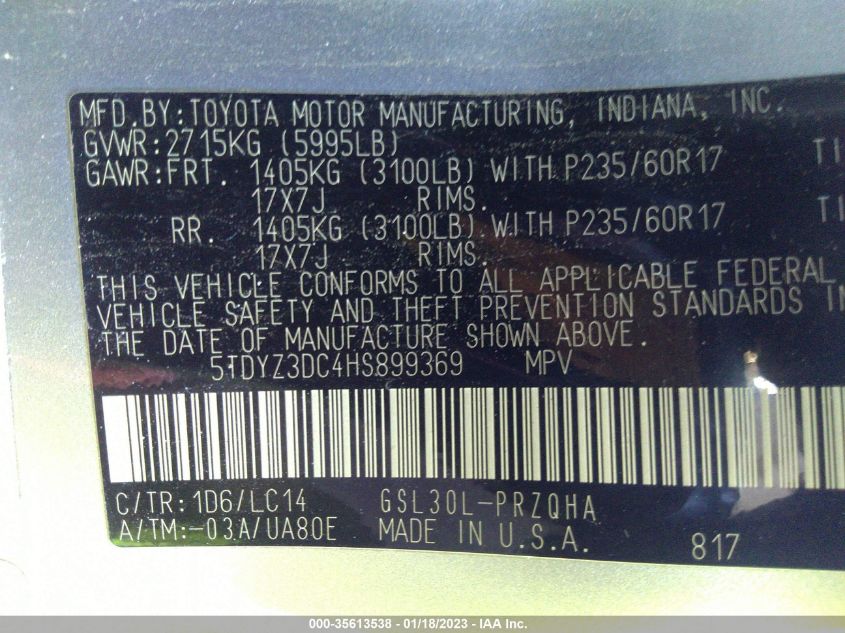 MFD.BY:TOYOTA MOTOR MANUFACTURING, INDIANA, INC.
GVWR:2715KG (5995LB)
GAWR:FRT. 1405KG (3100LB) WITH P235/60R17 TI
17X7J RIMS.
RR. 1405KG (3100LB) WITH P235/60R17 TI
17X7J RIMS.
THIS VEHICLE CONFORMS TO ALL APPLICABLE FEDERAL
VEHICLE SAFETY AND THEFT PREVENTION STANDARDS IN
THE DATE OF MANUFACTURE SHOWN ABOVE.
5TDYZ3DC4HS899369 MPV
C/TR:1D6/LC14 GSL30L-PRZQHA
A/TM:-03A/UA80E MADE IN U.S.A. 817
000-35613538 - 01/18/2023 - IAA Inc.